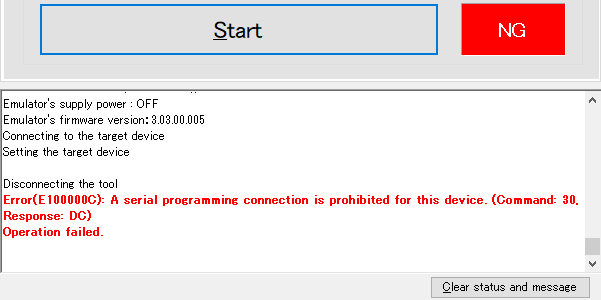 Start
NG
Emulator's supply power : OFF
Emulator's firmware version: 3.03.00.005
Connecting to the target device
Setting the target device
Disconnecting the tool
Error(E100000C): A serial programming connection is prohibited for this device. (Command: 30,
Response: DC)
Operation failed.
Clear status and message